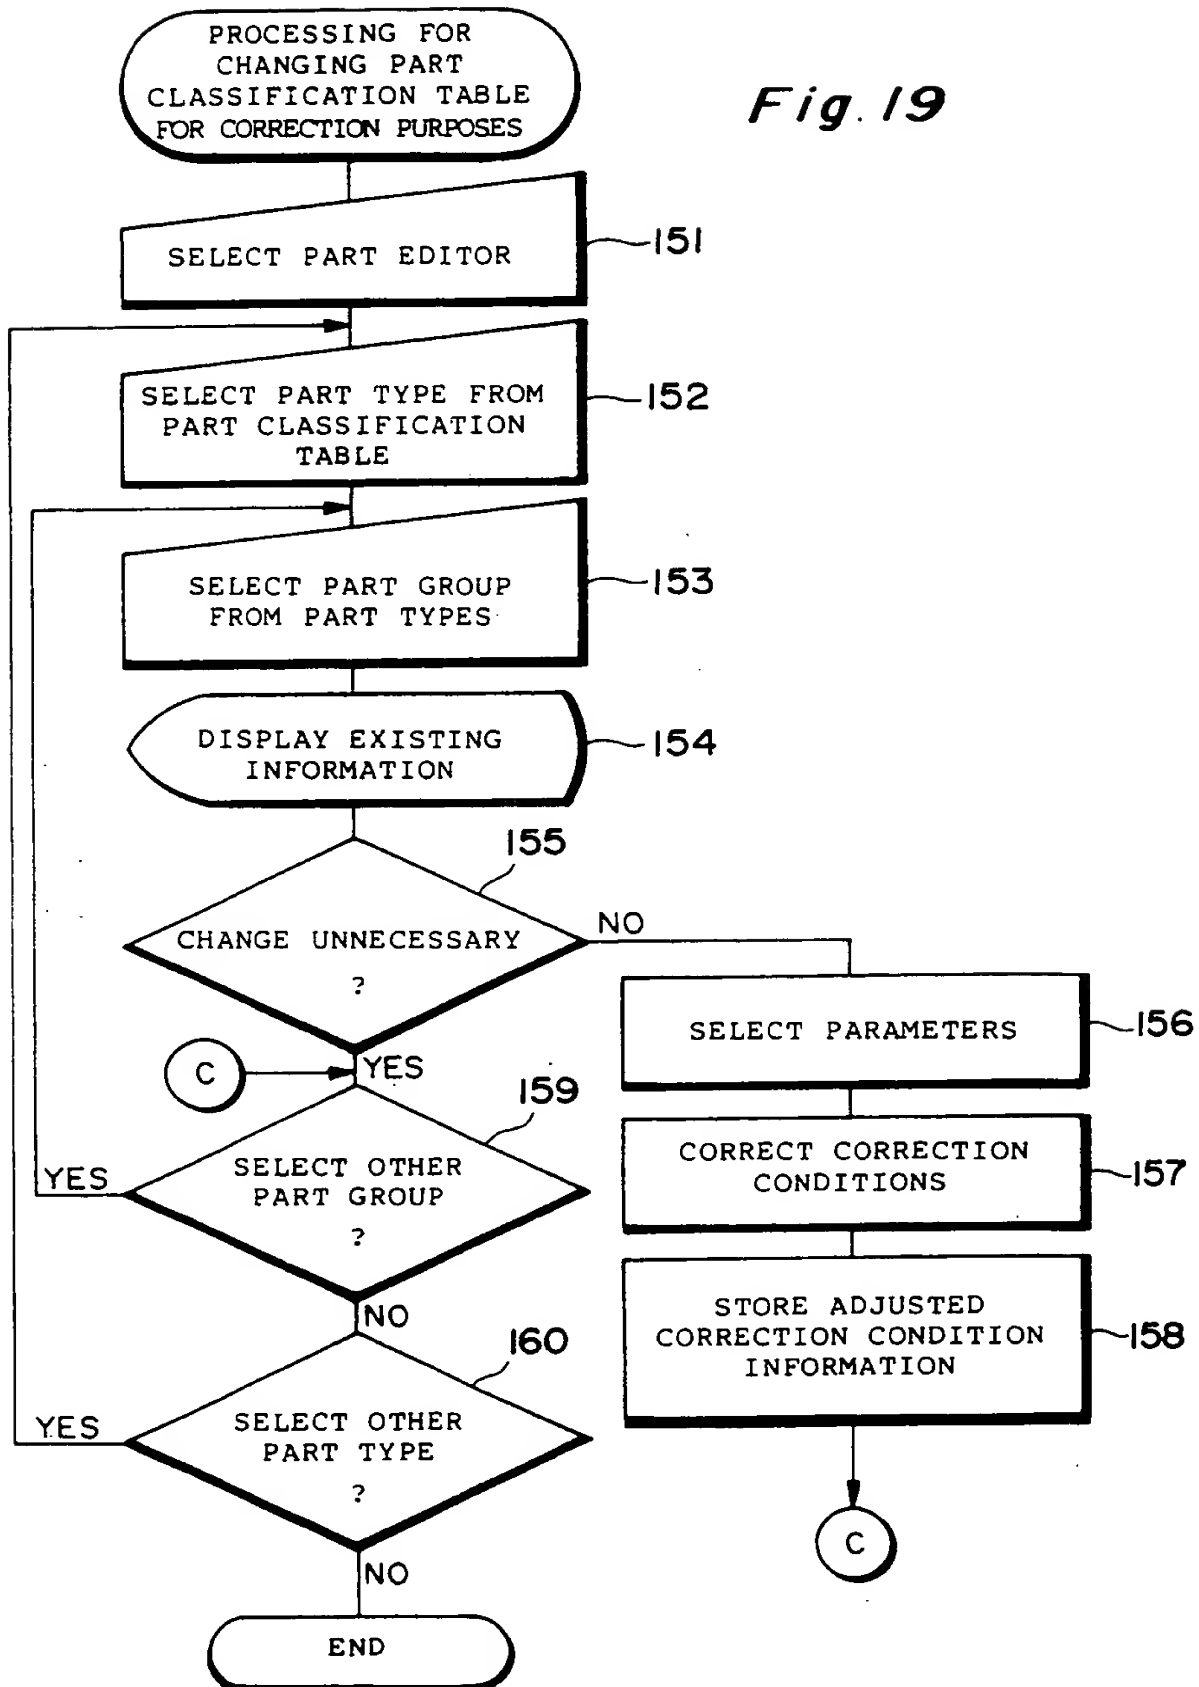 PROCESSING FOR
CHANGING PART
CLASSIFICATION TABLE
FOR CORRECTION PURPOSES
Fig. 19
SELECT PART EDITOR
151
SELECT PART TYPE FROM
PART CLASSIFICATION
TABLE
152
SELECT PART GROUP
FROM PART TYPES
153
DISPLAY EXISTING
INFORMATION
154
155
CHANGE UNNECESSARY
?
NO
YES
SELECT PARAMETERS
156
C
159
CORRECT CORRECTION
CONDITIONS
157
YES
SELECT OTHER
PART GROUP
?
NO
STORE ADJUSTED
CORRECTION CONDITION
INFORMATION
158
160
YES
SELECT OTHER
PART TYPE
?
C
NO
END